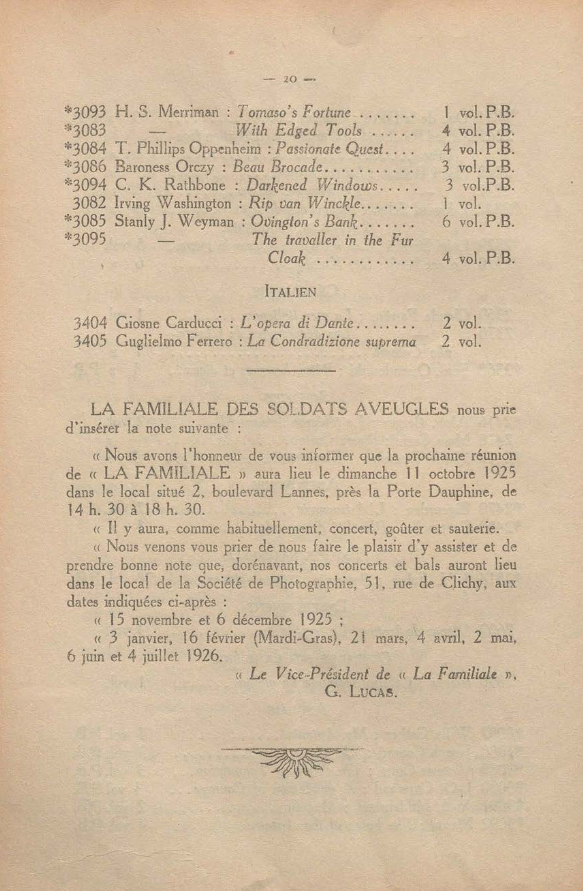 — 20 —
*3093 H. S. Merriman : Tomaso's Fortune ....... 1 vol. P.B.
*3083 — With Edged Tools ...... 4 vol. P.B.
*3084 T. Phillips Oppenheim : Passionate Quest.... 4 vol. P.B.
*3086 Baroness Orczy : Beau Brocade........... 3 vol. P.B.
*3094 C. K. Rathbone : Darkened Windows..... 3 vol.P.B.
3082 Irving Washington : Rip van Winckle....... 1 vol.
*3085 Stanly J. Weyman : Ovington's Bank....... 6 vol. P.B.
*3095 — The travaller in the Fur
Cloak ............ 4 vol. P.B.
ITALIEN
3404 Giosne Carducci : L'opera di Dante........ 2 vol.
3405 Guglielmo Ferrero : La Condradizione suprema 2 vol.
LA FAMILIALE DES SOLDATS AVEUGLES nous prie
d'insérer la note suivante :
« Nous avons l'honneur de vous informer que la prochaine réunion
de « LA FAMILIALE » aura lieu le dimanche 11 octobre 1925
dans le local situé 2, boulevard Lannes, près la Porte Dauphine, de
14 h. 30 à 18 h. 30.
« Il y aura, comme habituellement, concert, goûter et sauterie.
« Nous venons vous prier de nous faire le plaisir d'y assister et de
prendre bonne note que, dorénavant, nos concerts et bals auront lieu
dans le local de la Société de Photographie, 51, rue de Clichy, aux
dates indiquées ci-après :
« 15 novembre et 6 décembre 1925 ;
« 3 janvier, 16 février (Mardi-Gras), 21 mars, 4 avril, 2 mai,
6 juin et 4 juillet 1926.
« Le Vice-Président de « La Familiale »,
G. LUCAS.